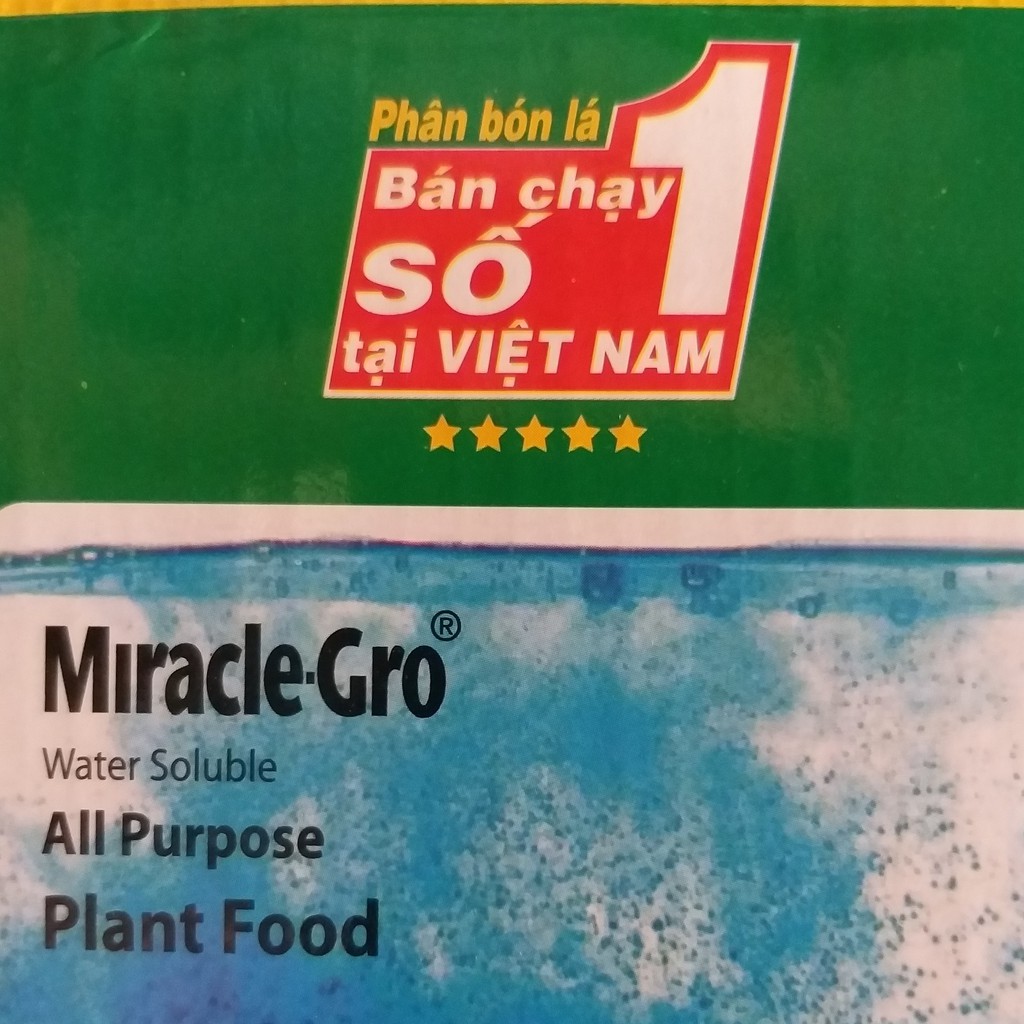 Phân bón lá
Bán chạy
SỐ 1
tại VIỆT NAM
Miracle-Gro®
Water Soluble
All Purpose
Plant Food